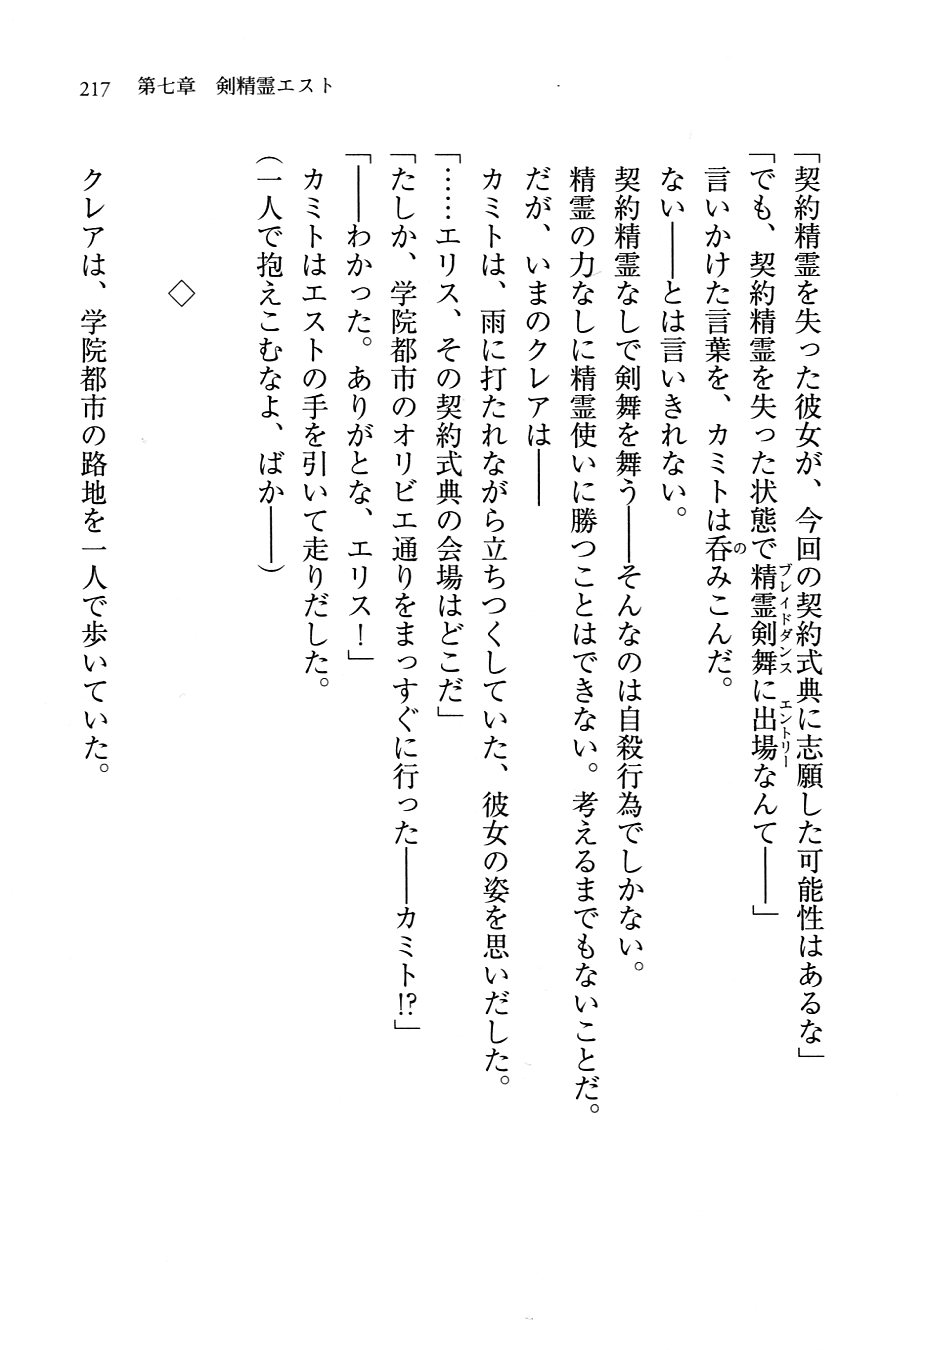 217 第七章 剣精霊エスト
「契約精霊を失った彼女が、今回の契約式典に志願した可能性はあるな」
「でも、契約精霊を失った状態で精霊剣舞に出場なんて――」
ブレイドダンス エントリー
言いかけた言葉を、カミトは呑みこんだ。
の
ない――とは言いきれない。
契約精霊なしで剣舞を舞う――そんなのは自殺行為でしかない。
精霊の力なしに精霊使いに勝つことはできない。考えるまでもないことだ。
だが、いまのクレアは――
カミトは、雨に打たれながら立ちつくしていた、彼女の姿を思いだした。
「……エリス、その契約式典の会場はどこだ」
「たしか、学院都市のオリビエ通りをまっすぐに行った――カミト!?」
「――わかった。ありがとな、エリス！」
カミトはエストの手を引いて走りだした。
（一人で抱えこむなよ、ばか――）
◇
クレアは、学院都市の路地を一人で歩いていた。